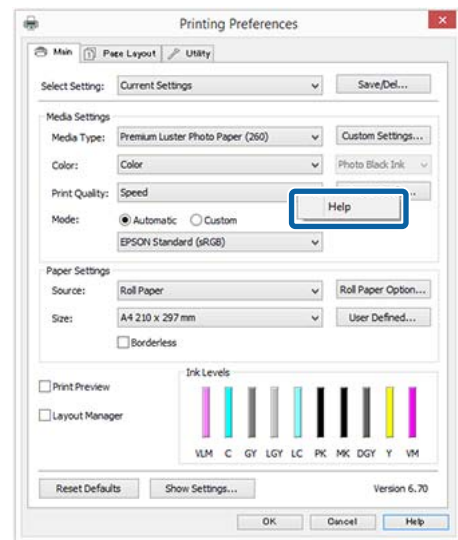 Printing Preferences
Main Page Layout Utility
Select Setting: Current Settings Save/Del...
Media Settings
Media Type: Premium Luster Photo Paper (260) Custom Settings...
Color: Color Photo Black Ink
Print Quality: Speed ...
Help
Mode: Automatic Custom
EPSON Standard (sRGB)
Paper Settings
Source: Roll Paper Roll Paper Option...
Size: A4 210 x 297 mm User Defined...
Borderless
Ink Levels
Print Preview
Layout Manager
VLM C GY LGY LC PK MK DGY Y VM
Reset Defaults Show Settings... Version 6.70
OK Cancel Help